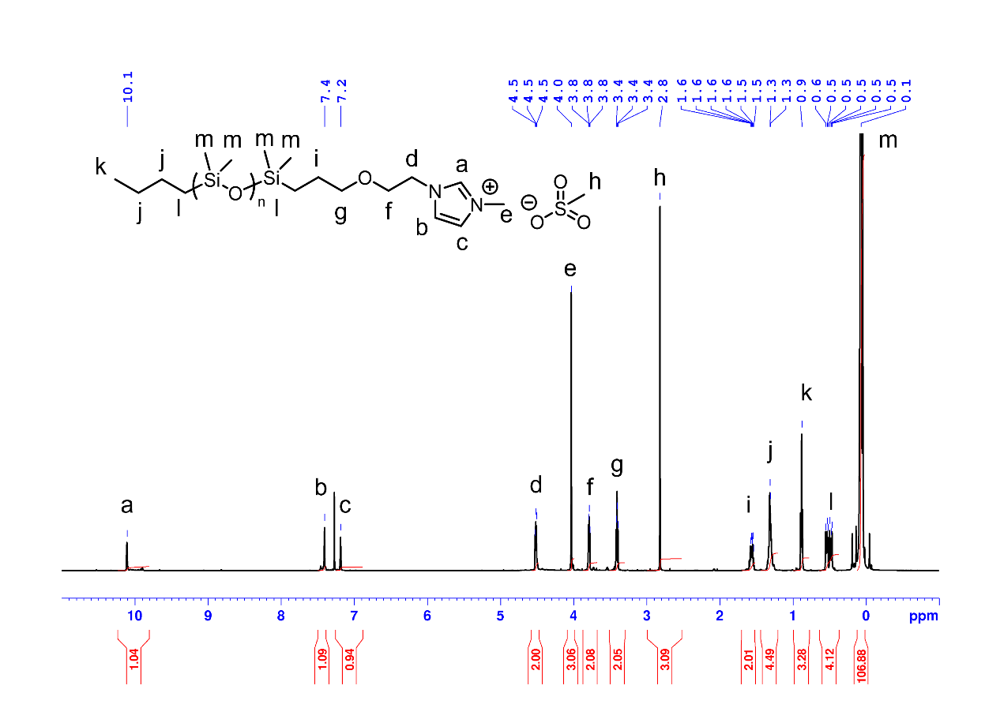 10.1 7.4 7.2 4.5 4.5 4.5 4.0 3.8 3.8 3.8 3.4 3.4 3.4 2.8 1.6 1.6 1.6 1.6 1.5 1.5 1.3 1.3 0.9 0.6 0.5 0.5 0.5 0.5 0.5 0.1
m m m m m
k j i d a
Si Si O N ⊕ O h
O n N ⊖ S
j l l g f b e O O
c
h
e
k
j
a b c d f g i l
10 9 8 7 6 5 4 3 2 1 0 ppm
1.04 1.09 0.94 2.00 3.06 2.08 2.05 3.09 2.01 4.49 3.28 4.12 106.88